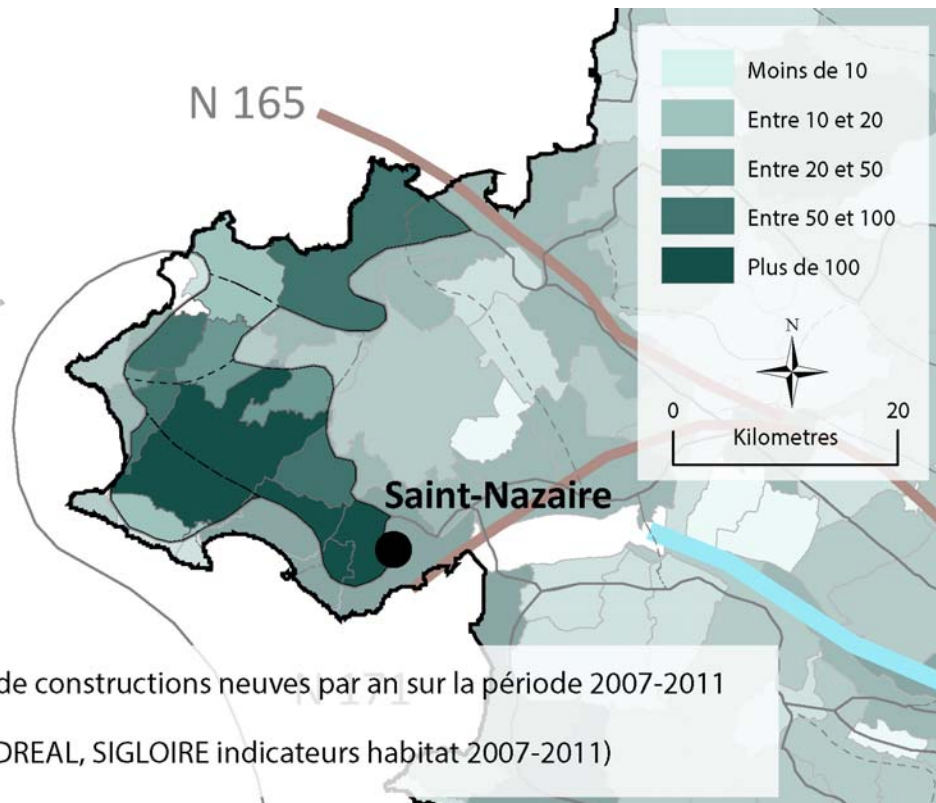 N 165
Moins de 10
Entre 10 et 20
Entre 20 et 50
Entre 50 et 100
Plus de 100
N
0 20
Kilometres
Saint-Nazaire
de constructions neuves par an sur la période 2007-2011
N 171
DREAL, SIGLOIRE indicateurs habitat 2007-2011)